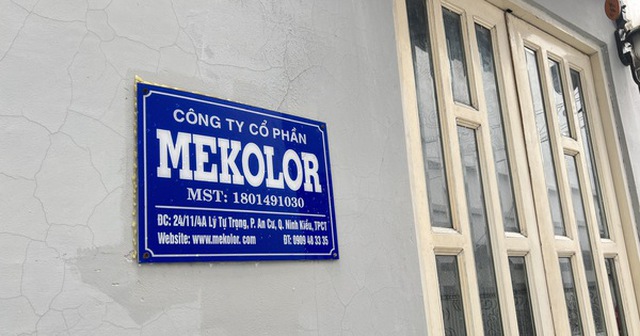 CÔNG TY CỔ PHẦN
MEKOLOR
MST: 1801491030
ĐC: 24/11/4A Lý Tự Trọng, P. An Cư, Q. Ninh Kiều, TPCT
Website: www.mekolor. com ĐT: 0909 48 33 35